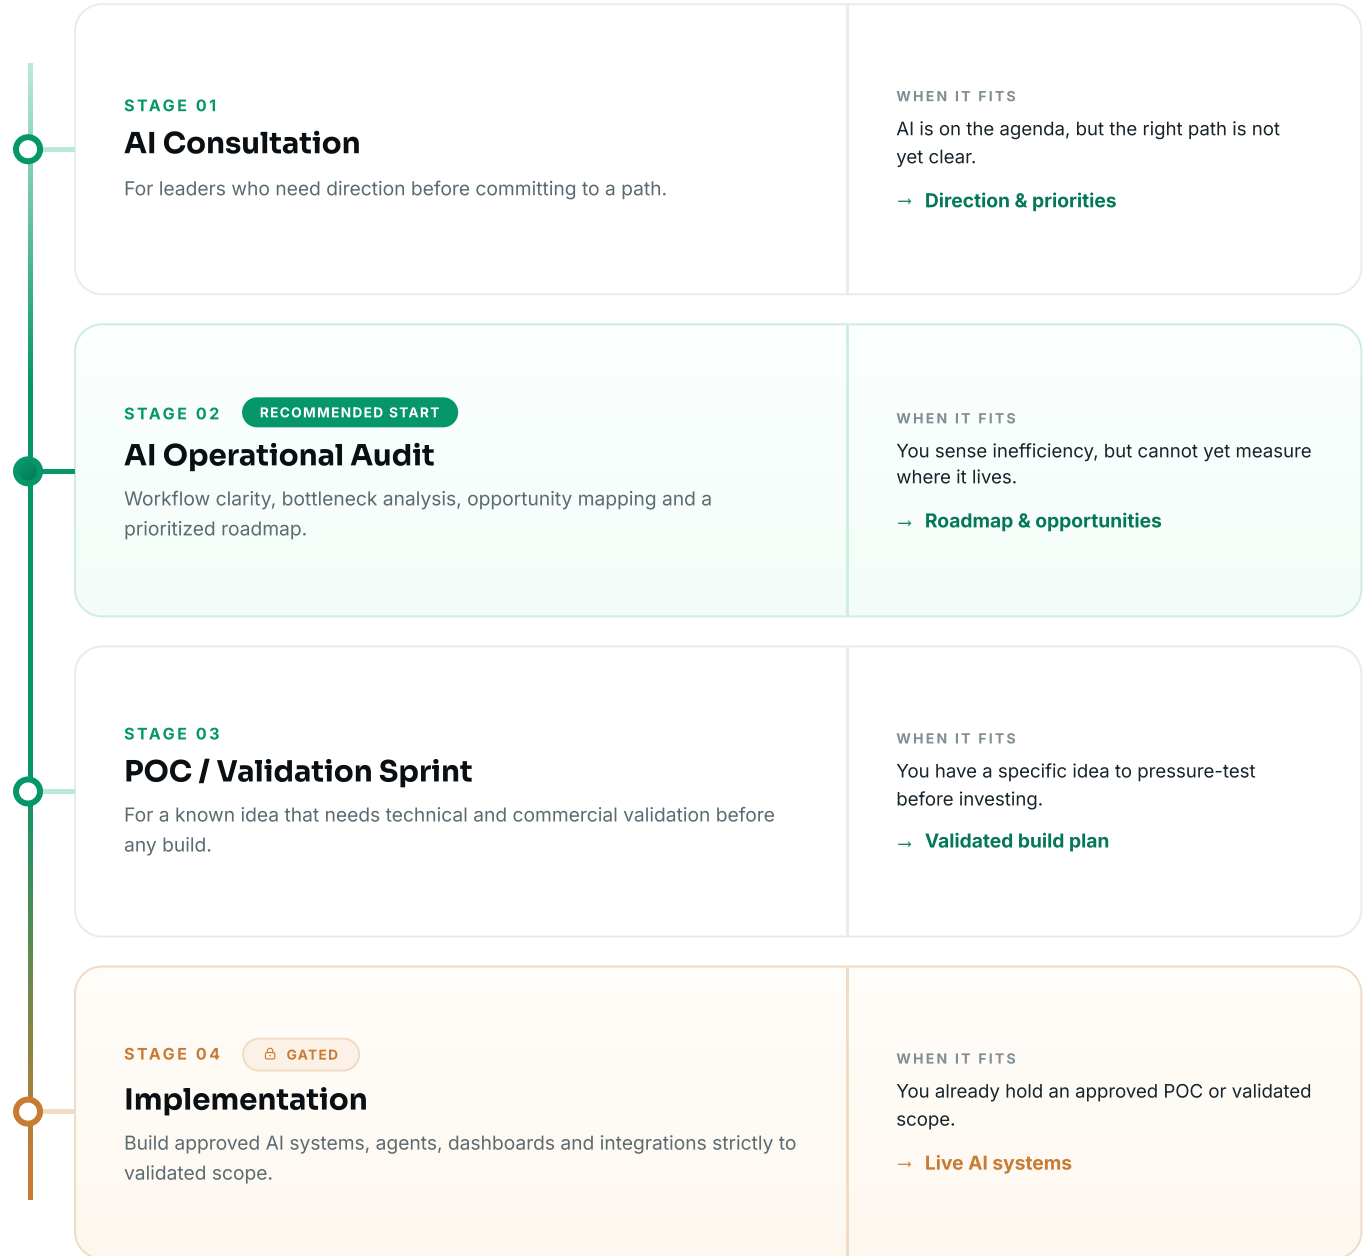 STAGE 01
AI Consultation
For leaders who need direction before committing to a path.
WHEN IT FITS
AI is on the agenda, but the right path is not
yet clear.
→ Direction & priorities
STAGE 02
RECOMMENDED START
AI Operational Audit
Workflow clarity, bottleneck analysis, opportunity mapping and a
prioritized roadmap.
WHEN IT FITS
You sense inefficiency, but cannot yet measure
where it lives.
→ Roadmap & opportunities
STAGE 03
POC / Validation Sprint
For a known idea that needs technical and commercial validation before
any build.
WHEN IT FITS
You have a specific idea to pressure-test
before investing.
→ Validated build plan
STAGE 04
GATED
Implementation
Build approved AI systems, agents, dashboards and integrations strictly to
validated scope.
WHEN IT FITS
You already hold an approved POC or validated
scope.
→ Live AI systems